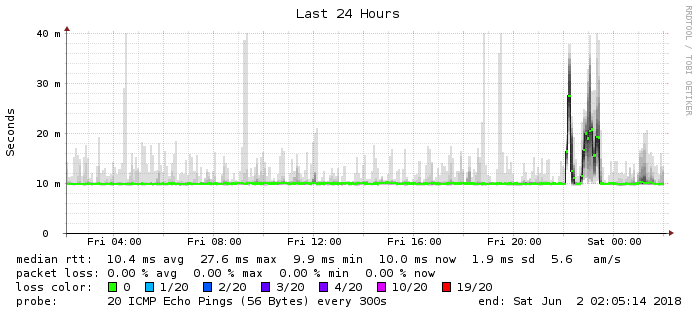 Last 24 Hours
RRDTOOL / TOBI OETIKER
Seconds
40 m
30 m
20 m
10 m
0
Fri 04:00 Fri 08:00 Fri 12:00 Fri 16:00 Fri 20:00 Sat 00:00
median rtt: 10.4 ms avg 27.6 ms max 9.9 ms min 10.0 ms now 1.9 ms sd 5.6 am/s
packet loss: 0.00 % avg 0.00 % max 0.00 % min 0.00 % now
loss color: 0 1/20 2/20 3/20 4/20 10/20 19/20
probe: 20 ICMP Echo Pings (56 Bytes) every 300s end: Sat Jun 2 02:05:14 2018